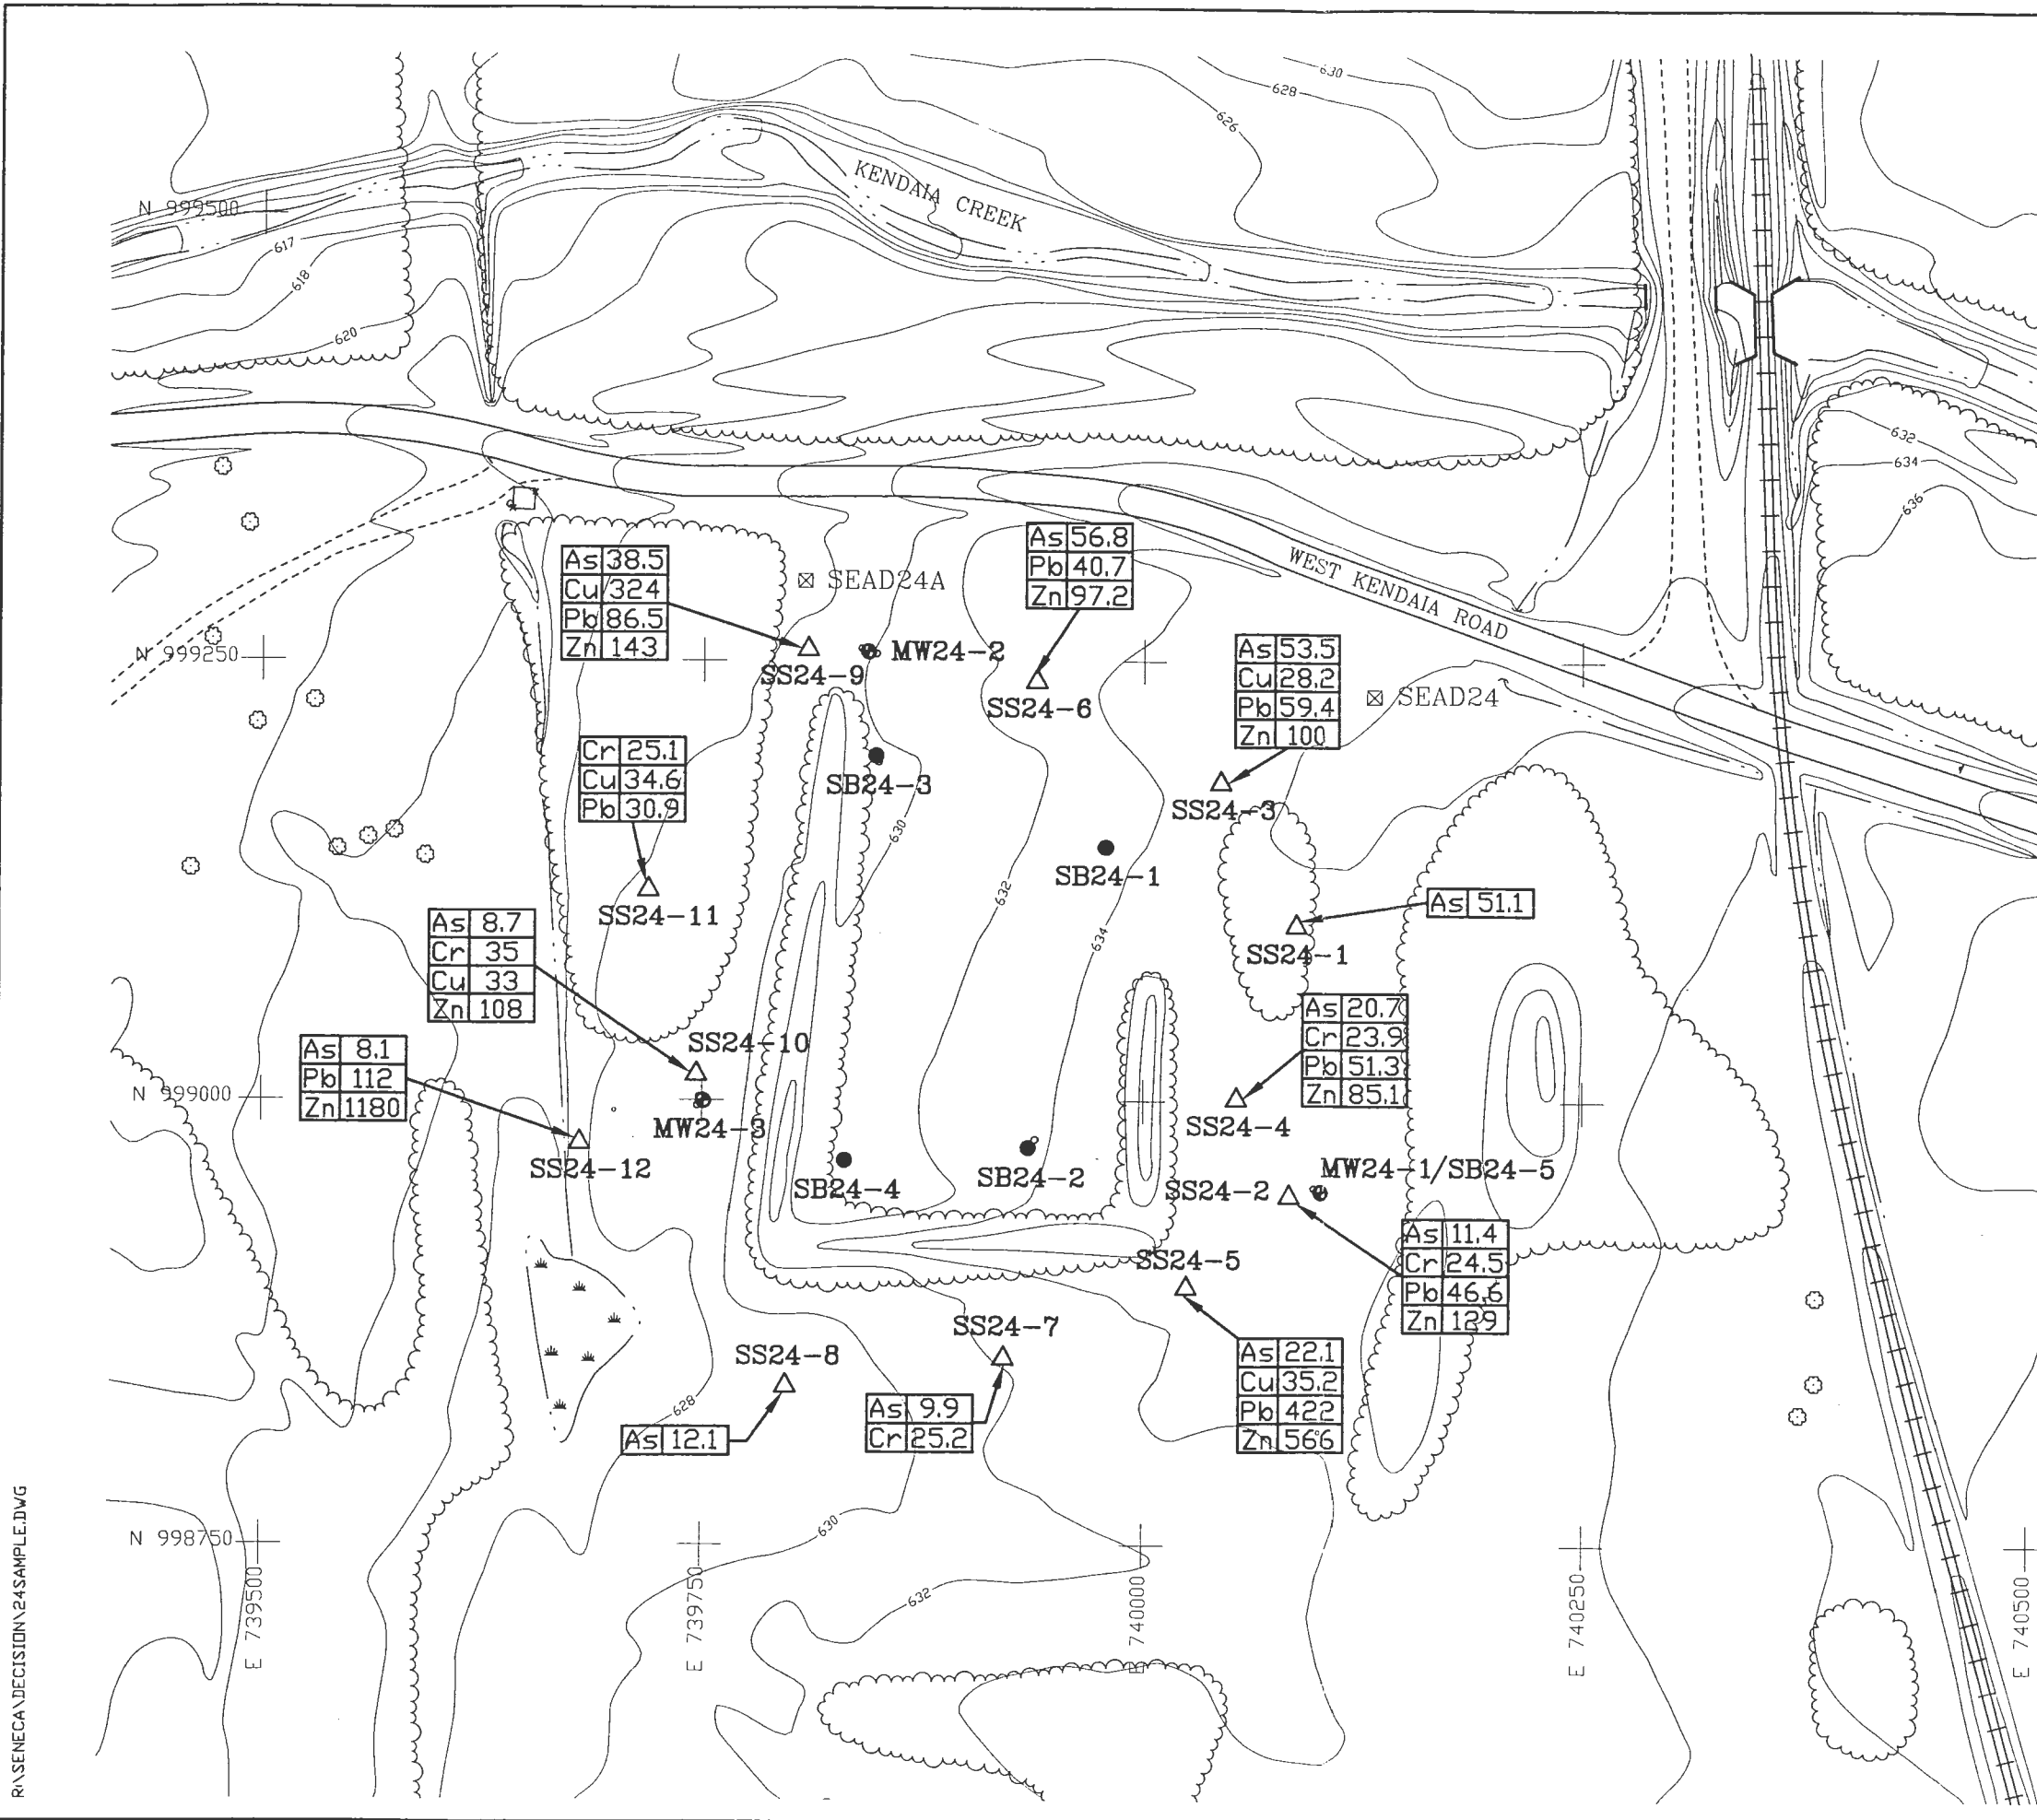 630
628
626
KENDAIA CREEK
N 999500
617
618
620
632
634
636
As 38.5
Cu 324
Pb 86.5
Zn 143
SEAD24A
As 56.8
Pb 40.7
Zn 97.2
WEST KENDAIA ROAD
N 999250
SS24-9
MW24-2
SS24-6
As 53.5
Cu 28.2
Pb 59.4
Zn 100
SEAD24
Cr 25.1
Cu 34.6
Pb 30.9
SB24-3
SS24-3
630
SB24-1
632
634
SS24-11
As 51.1
SS24-1
As 8.7
Cr 35
Cu 33
Zn 108
As 20.7
Cr 23.9
Pb 51.3
Zn 85.1
SS24-10
As 8.1
Pb 112
Zn 1180
N 999000
MW24-3
SS24-4
SS24-12
SB24-4
SB24-2
SS24-2
MW24-1/SB24-5
As 11.4
Cr 24.5
Pb 46.6
Zn 129
SS24-5
SS24-7
SS24-8
As 22.1
Cu 35.2
Pb 422
Zn 566
628
As 9.9
Cr 25.2
As 12.1
N 998750
630
632
E 739500
E 739750
E 740000
E 740250
E 740500
R:\SENECA\DECISION\24SAMPLE.DWG